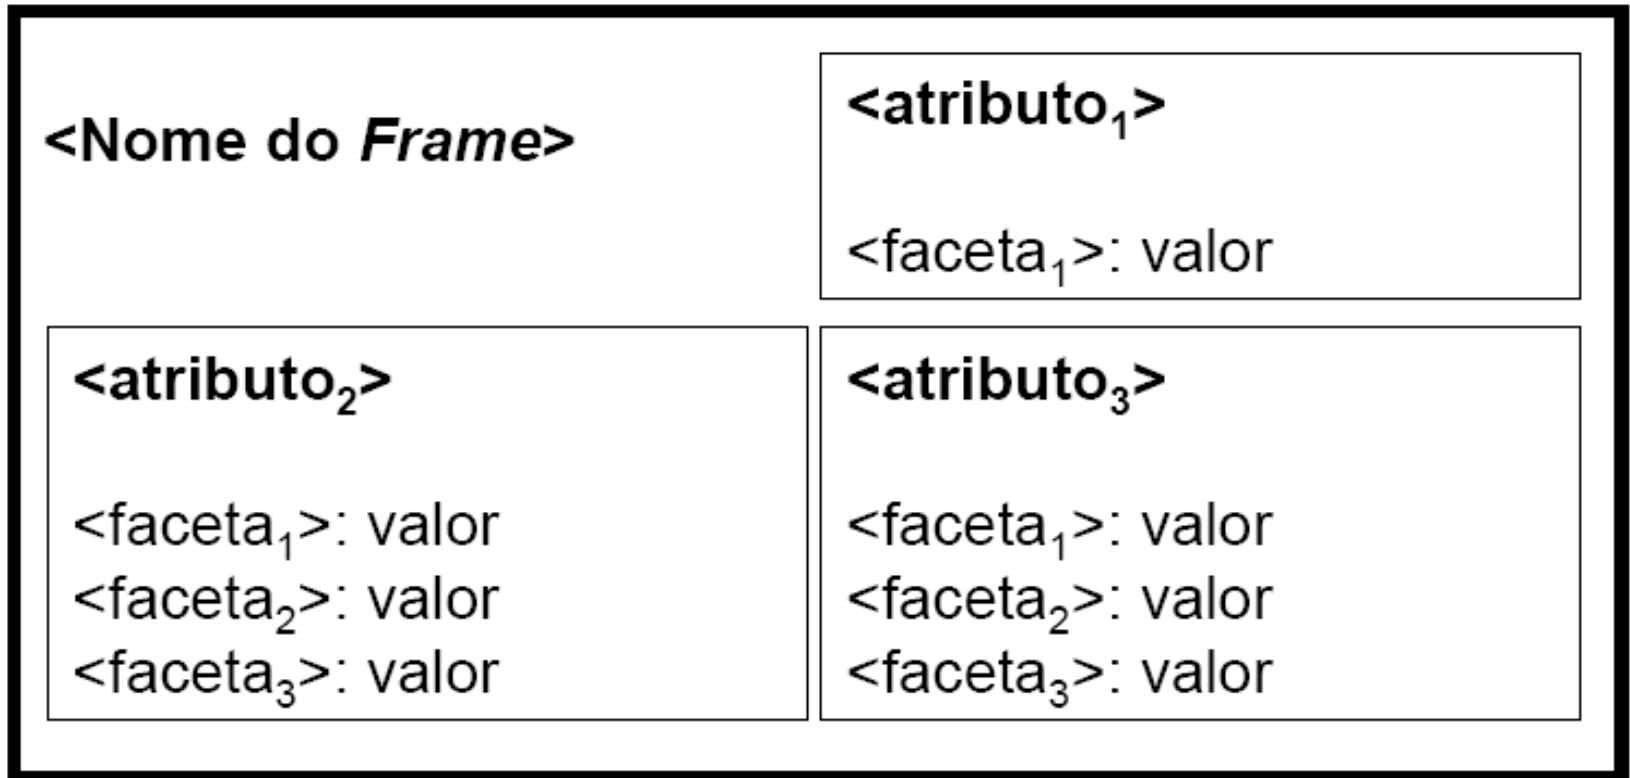 <Nome do Frame>
<atributo₁>
<faceta₁>: valor
<atributo₂>
<faceta₁>: valor
<faceta₂>: valor
<faceta₃>: valor
<atributo₃>
<faceta₁>: valor
<faceta₂>: valor
<faceta₃>: valor